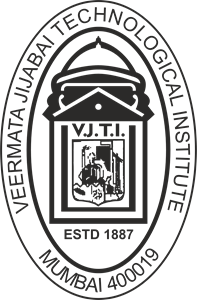 VEERMATA JIJABAI TECHNOLOGICAL INSTITUTE
V.J.T.I.
ESTD 1887
MUMBAI 400019